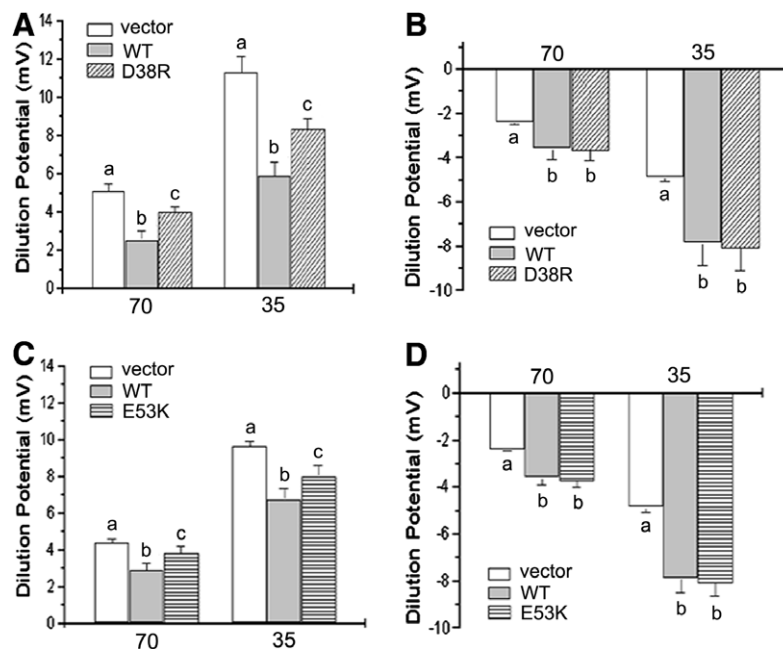 A
Dilution Potential (mV)
14
12
10
8
6
4
2
0
vector
WT
D38R
a
b
c
a
b
c
70
35
B
Dilution Potential (mV)
70
35
0
-2
-4
-6
-8
-10
a
b
b
a
b
b
vector
WT
D38R
C
Dilution Potential (mV)
14
12
10
8
6
4
2
0
vector
WT
E53K
a
b
c
a
b
c
70
35
D
Dilution Potential (mV)
70
35
0
-2
-4
-6
-8
-10
a
b
b
a
b
b
vector
WT
E53K